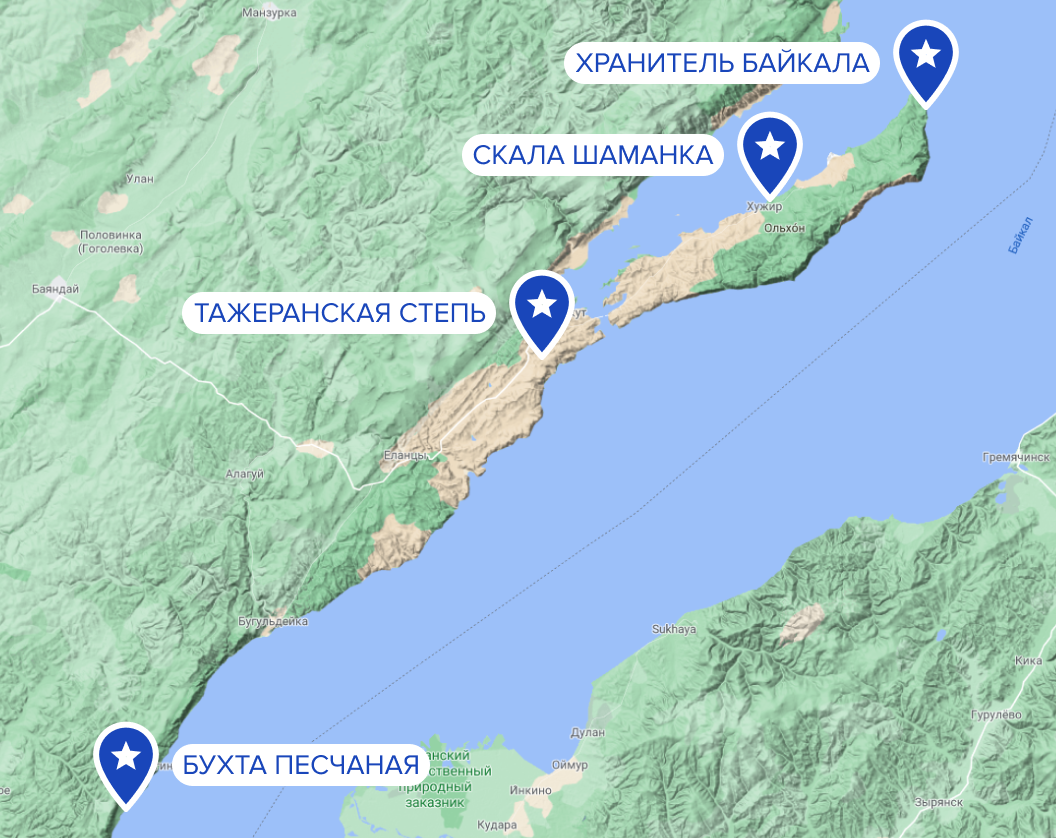 Манзурка
ХРАНИТЕЛЬ БАЙКАЛА
СКАЛА ШАМАНКА
Улан
Хужир
Ольхо́н
Половинка
(Гоголевка)
Байкал
Баяндай
ТАЖЕРАНСКАЯ СТЕПЬ
Еланцы
Гремячинск
Алагуй
Бугульдейка
Sukhaya
Кика
Гурулёво
Дулан
БУХТА ПЕСЧАНАЯ
природный
заказник
Оймур
Инкино
Зырянск
Кудара